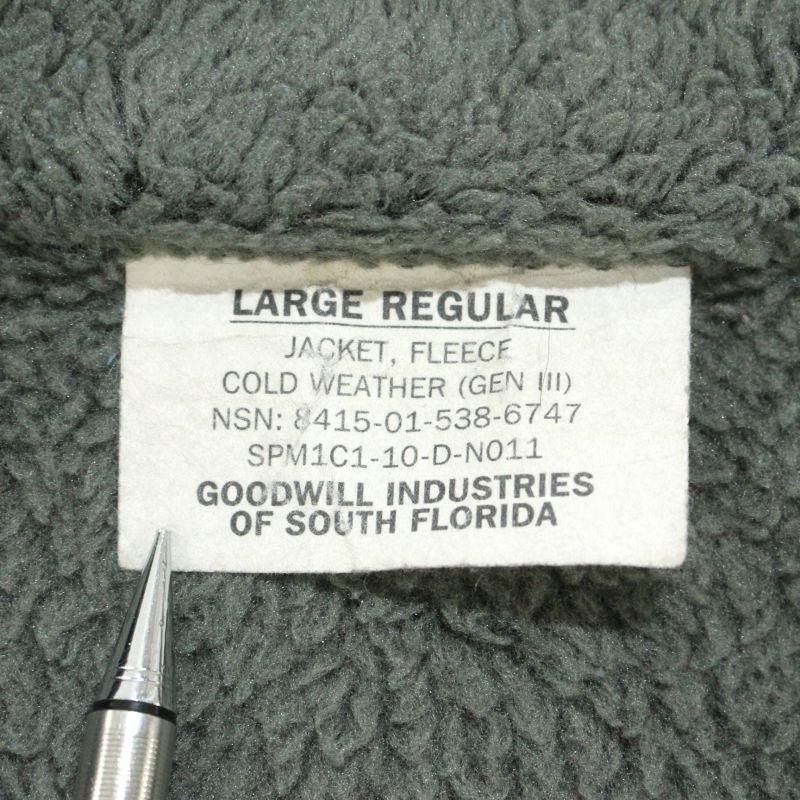 LARGE REGULAR
JACKET, FLEECE
COLD WEATHER (GEN III)
NSN: 8415-01-538-6747
SPM1C1-10-D-N011
GOODWILL INDUSTRIES
OF SOUTH FLORIDA